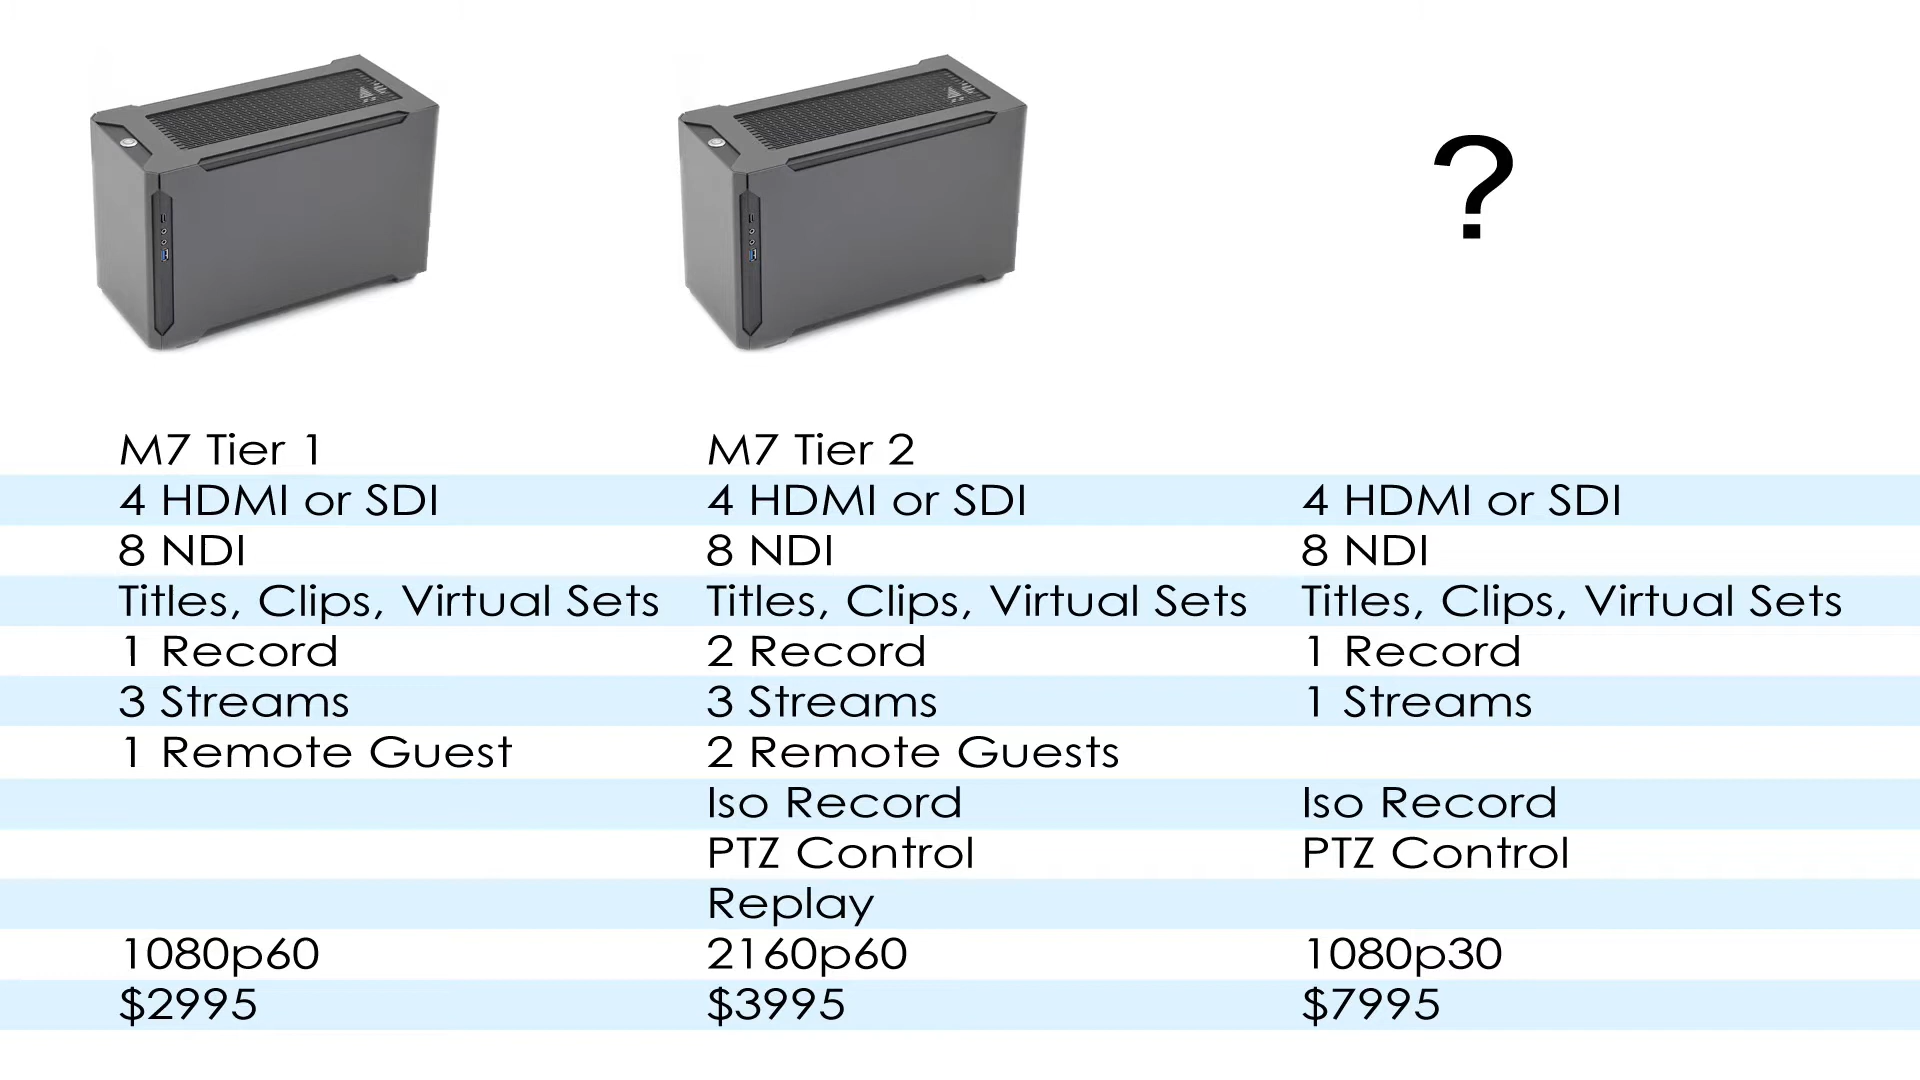 ?
M7 Tier 1
4 HDMI or SDI
8 NDI
Titles, Clips, Virtual Sets
1 Record
3 Streams
1 Remote Guest
1080p60
$2995
M7 Tier 2
4 HDMI or SDI
8 NDI
Titles, Clips, Virtual Sets
2 Record
3 Streams
2 Remote Guests
Iso Record
PTZ Control
Replay
2160p60
$3995
4 HDMI or SDI
8 NDI
Titles, Clips, Virtual Sets
1 Record
1 Streams
Iso Record
PTZ Control
1080p30
$7995